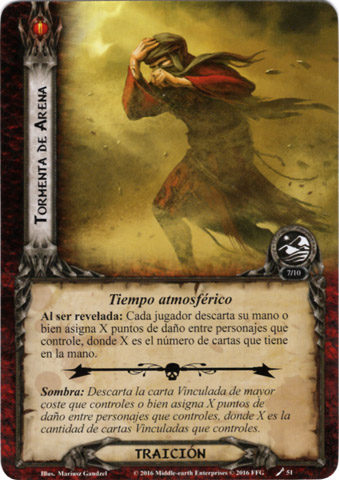 TORMENTA DE ARENA
7/10
Tiempo atmosférico
Al ser revelada: Cada jugador descarta su mano o
bien asigna X puntos de daño entre personajes que
controle, donde X es el número de cartas que tiene
en la mano.
Sombra: Descarta la carta Vinculada de mayor
coste que controles o bien asigna X puntos de
daño entre personajes que controles, donde X es la
cantidad de cartas Vinculadas que controles.
TRAICIÓN
Illus. Mariusz Gandzel © 2016 Middle-earth Enterprises © 2016 FFG 51